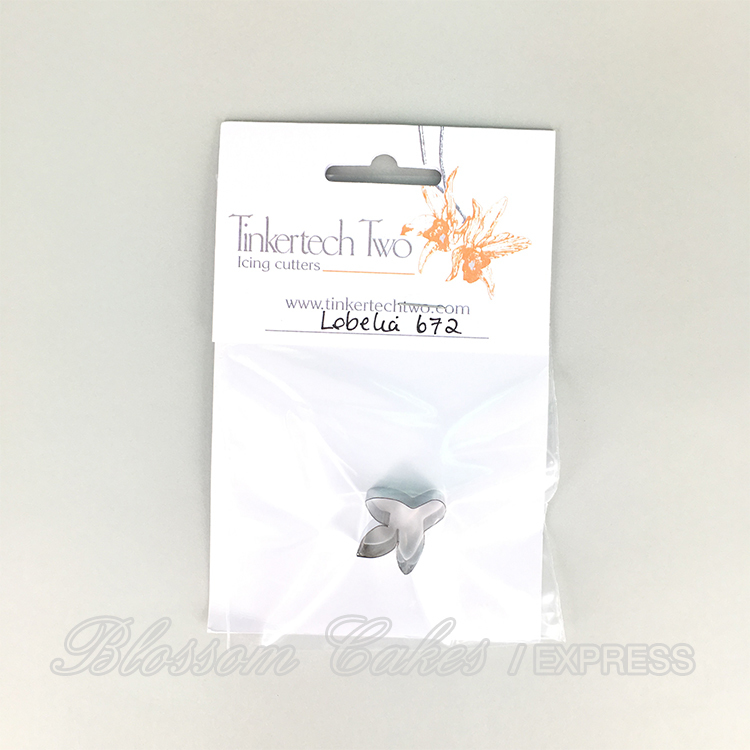 Tinkertech Two
Icing cutters
www.tinkertechtwo.com
Lobelia 672
Blossom Cakes / EXPRESS